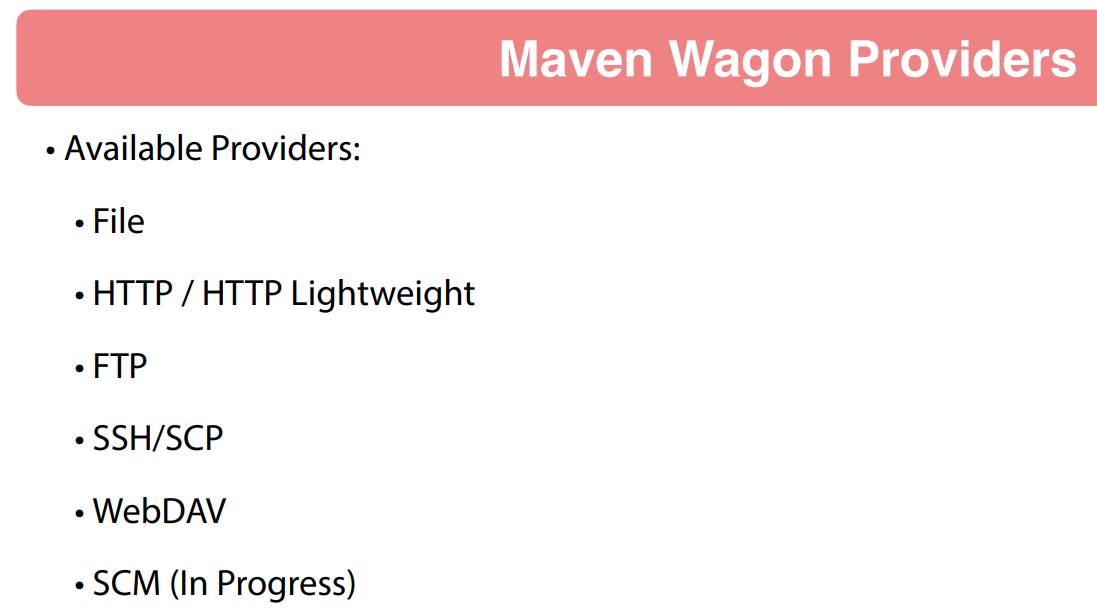 Maven Wagon Providers
• Available Providers:
• File
• HTTP / HTTP Lightweight
• FTP
• SSH/SCP
• WebDAV
• SCM (In Progress)